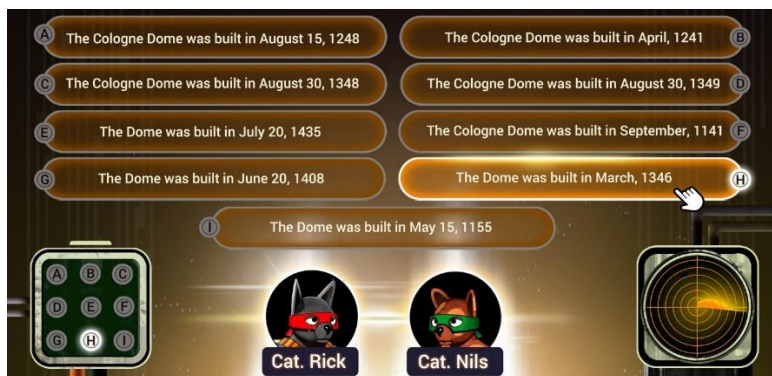 A The Cologne Dome was built in August 15, 1248
The Cologne Dome was built in April, 1241 B
C The Cologne Dome was built in August 30, 1348
The Cologne Dome was built in August 30, 1349 D
E The Dome was built in July 20, 1435
The Cologne Dome was built in September, 1141 F
G The Dome was built in June 20, 1408
The Dome was built in March, 1346 H
I The Dome was built in May 15, 1155
A B C
D E F
G H I
Cat. Rick
Cat. Nils